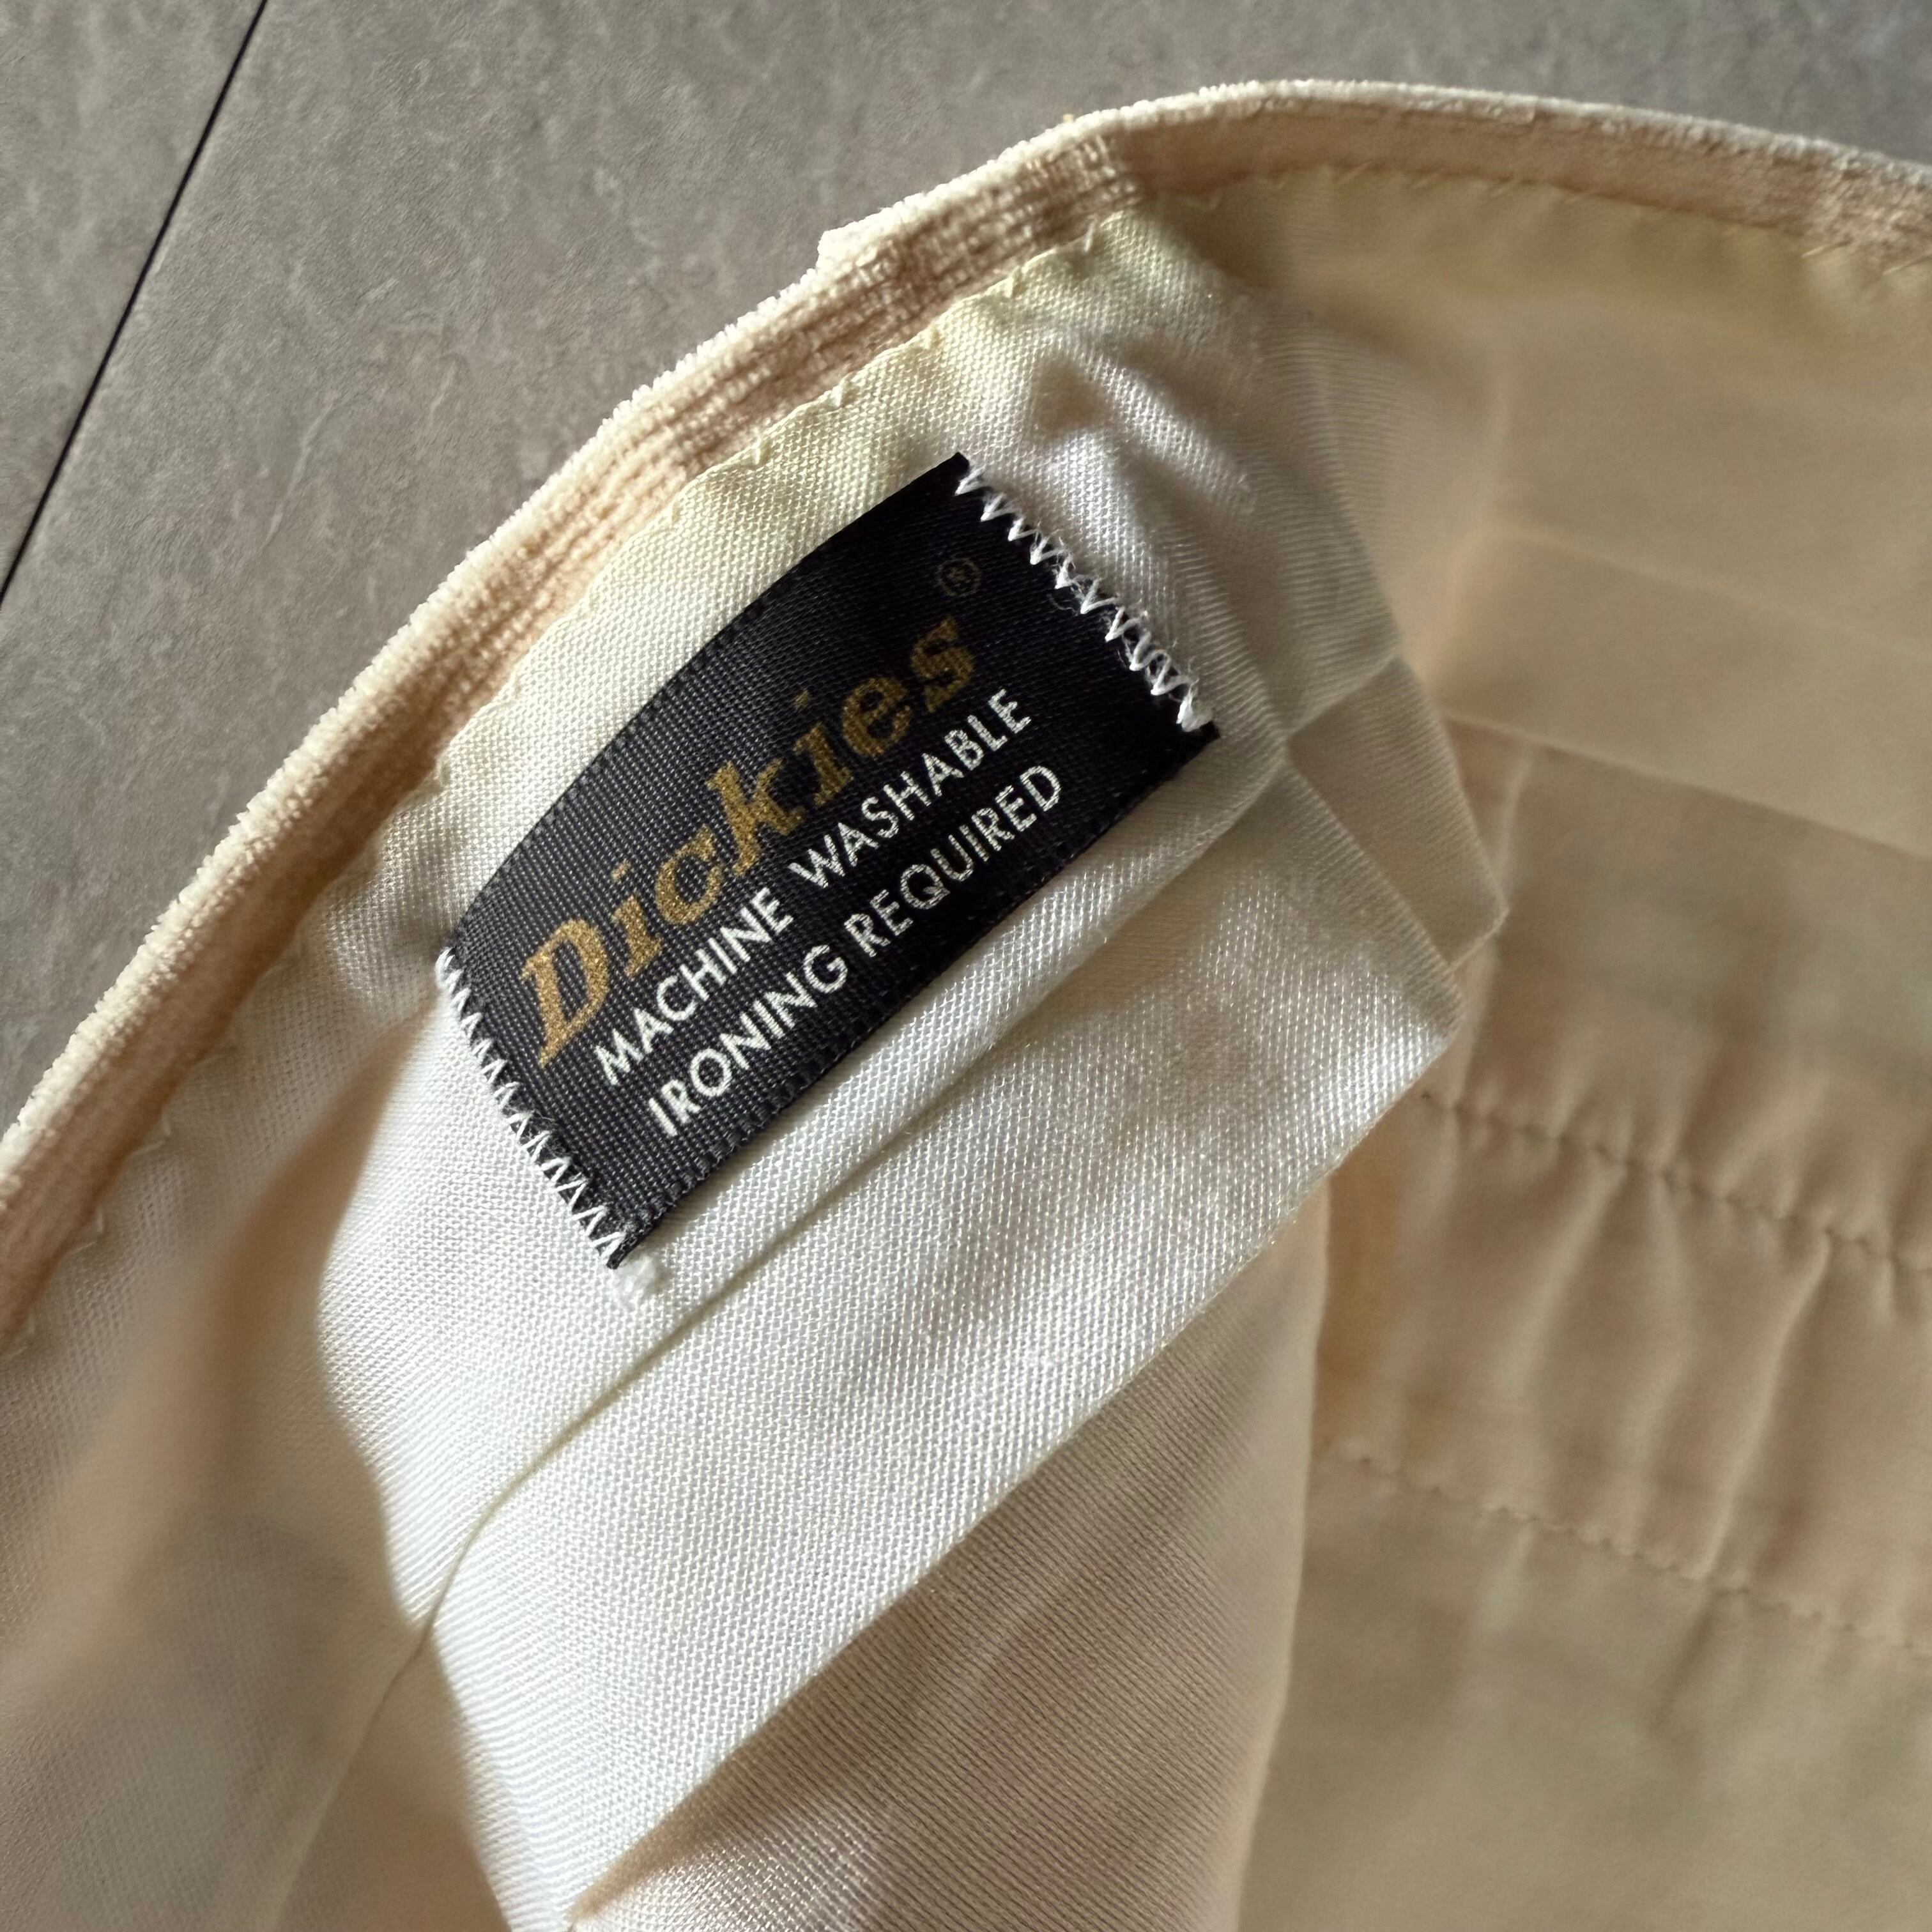 Dickies®
MACHINE WASHABLE
IRONING REQUIRED